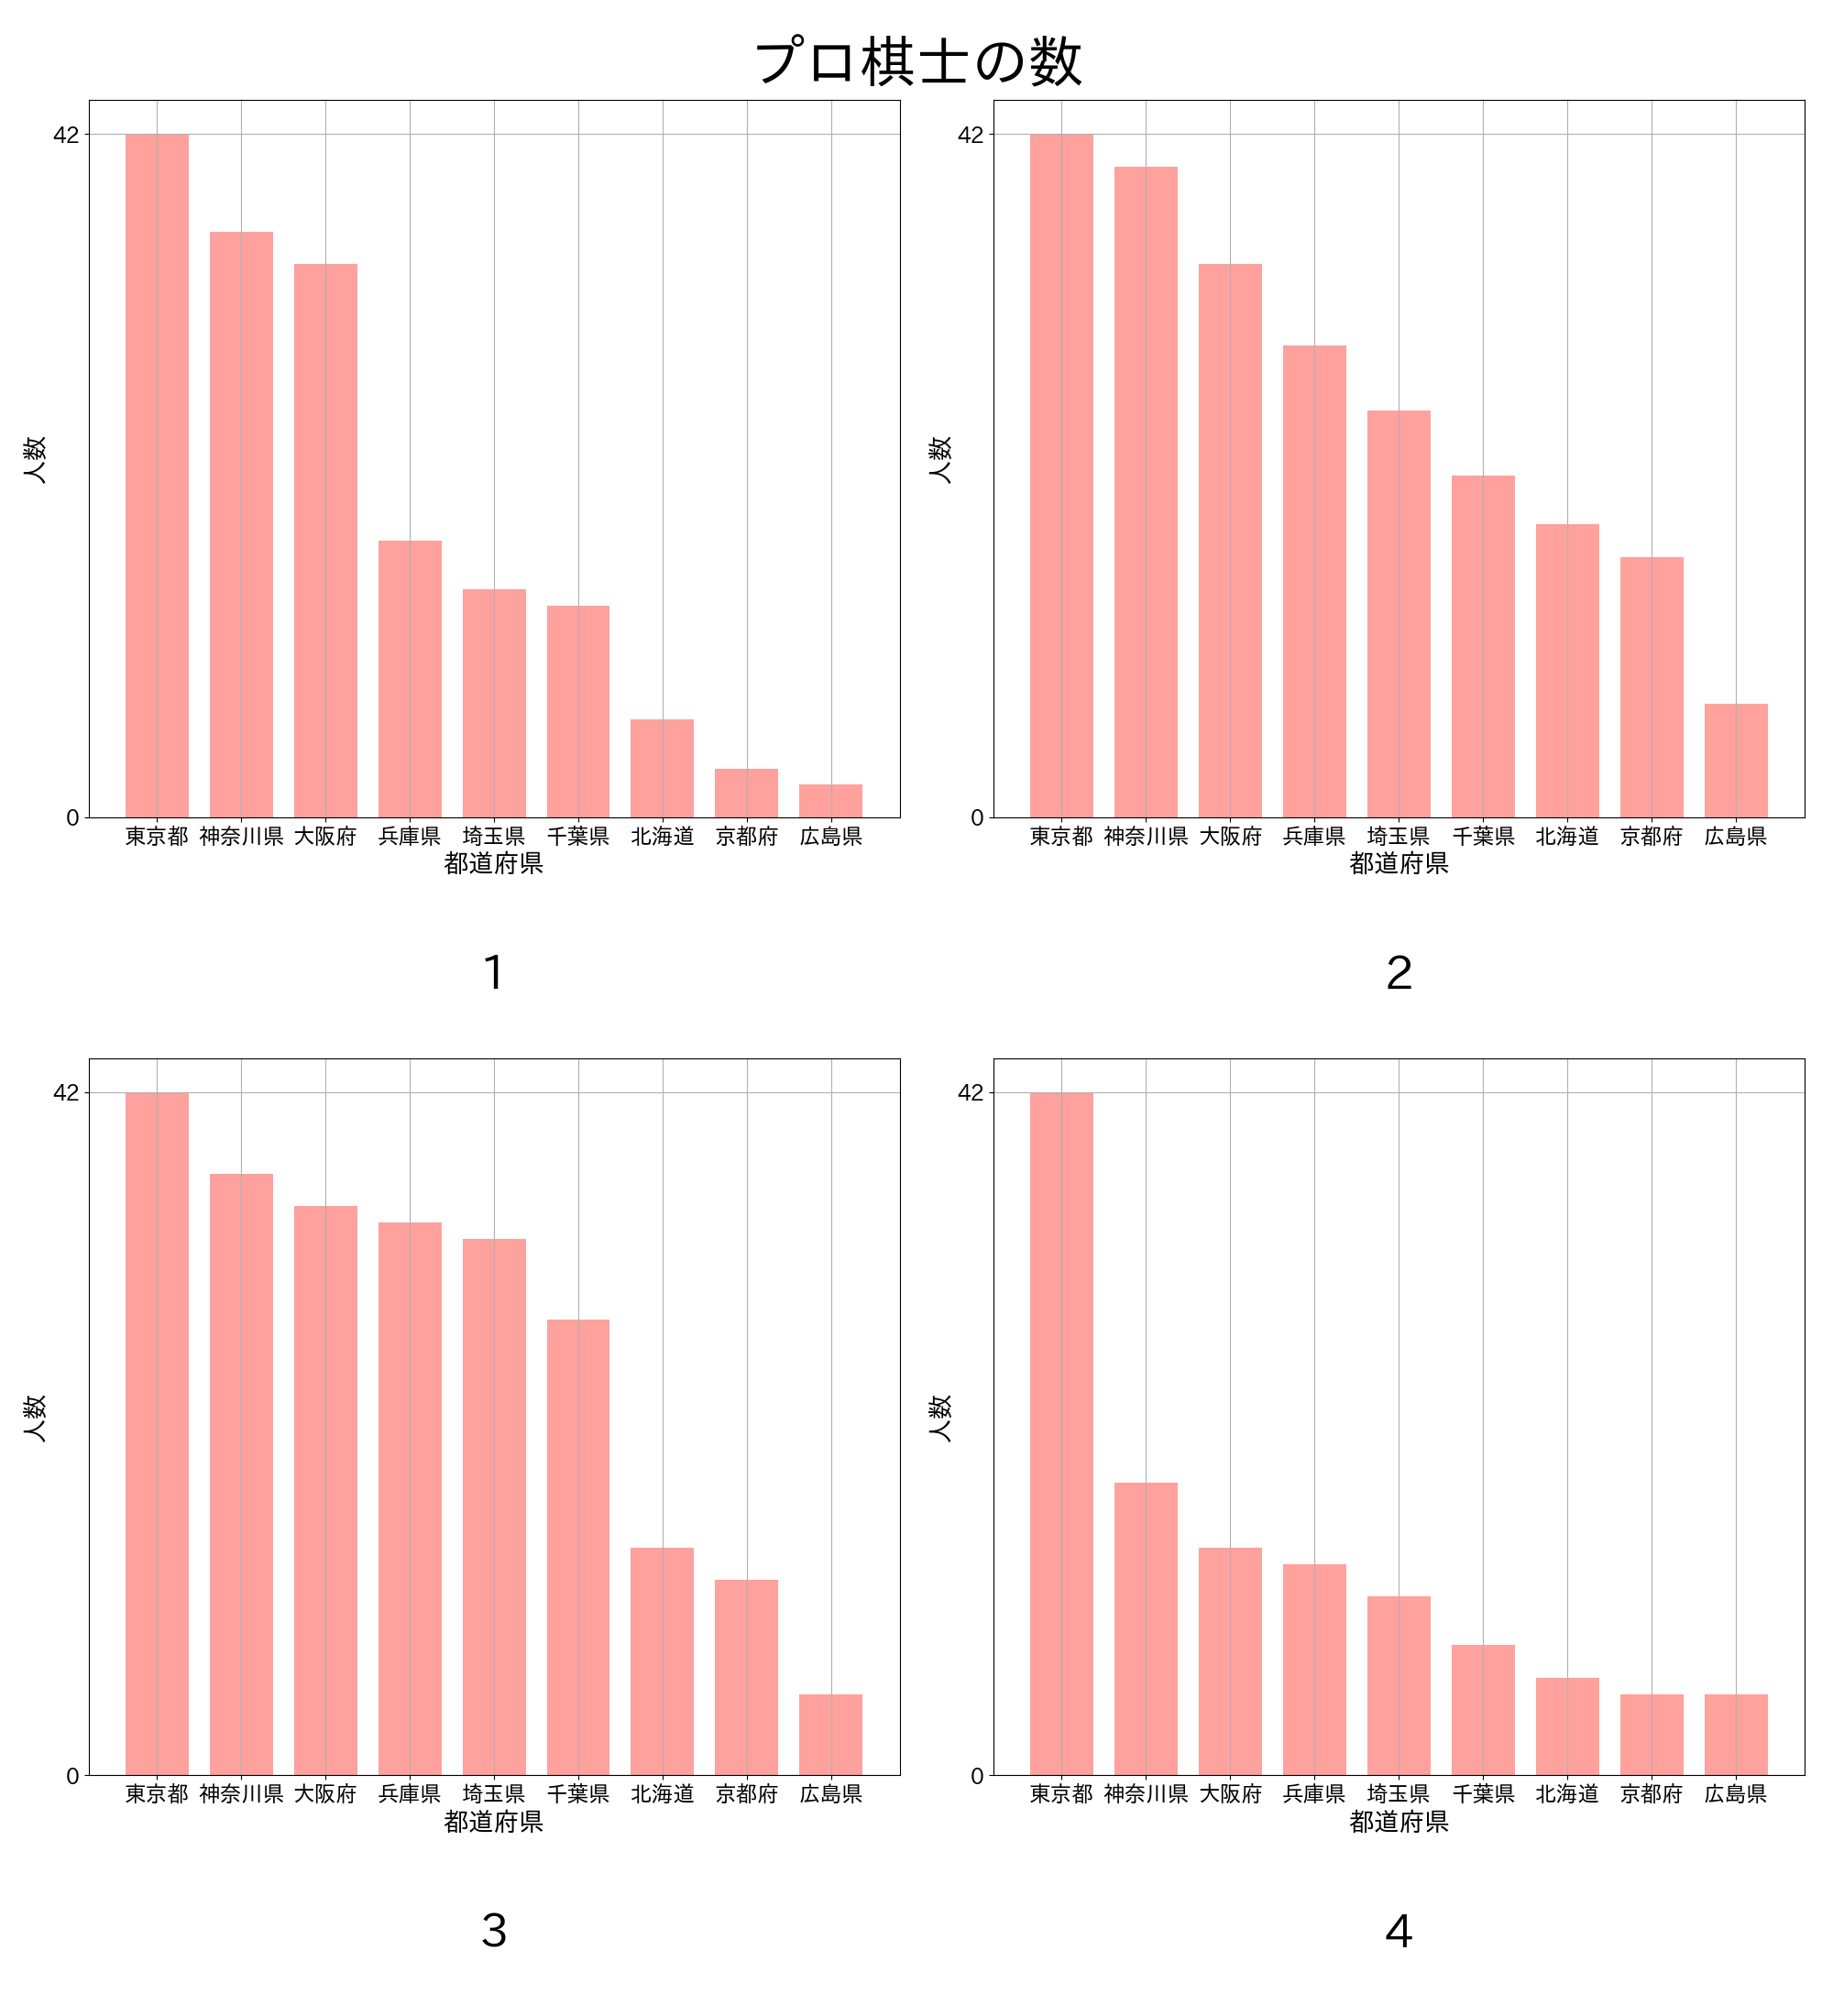 プロ棋士の数
42
人数
0
東京都 神奈川県 大阪府 兵庫県 埼玉県 千葉県 北海道 京都府 広島県
都道府県
1
42
人数
0
東京都 神奈川県 大阪府 兵庫県 埼玉県 千葉県 北海道 京都府 広島県
都道府県
2
42
人数
0
東京都 神奈川県 大阪府 兵庫県 埼玉県 千葉県 北海道 京都府 広島県
都道府県
3
42
人数
0
東京都 神奈川県 大阪府 兵庫県 埼玉県 千葉県 北海道 京都府 広島県
都道府県
4